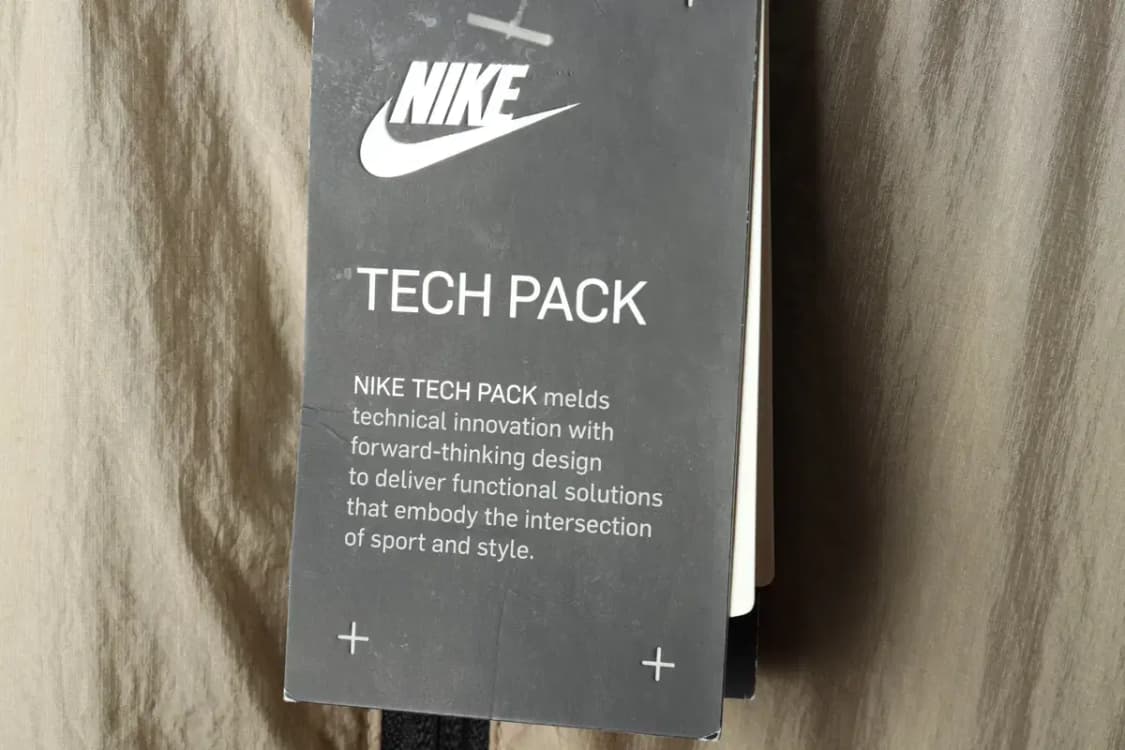 NIKE
TECH PACK
NIKE TECH PACK melds
technical innovation with
forward-thinking design
to deliver functional solutions
that embody the intersection
of sport and style.